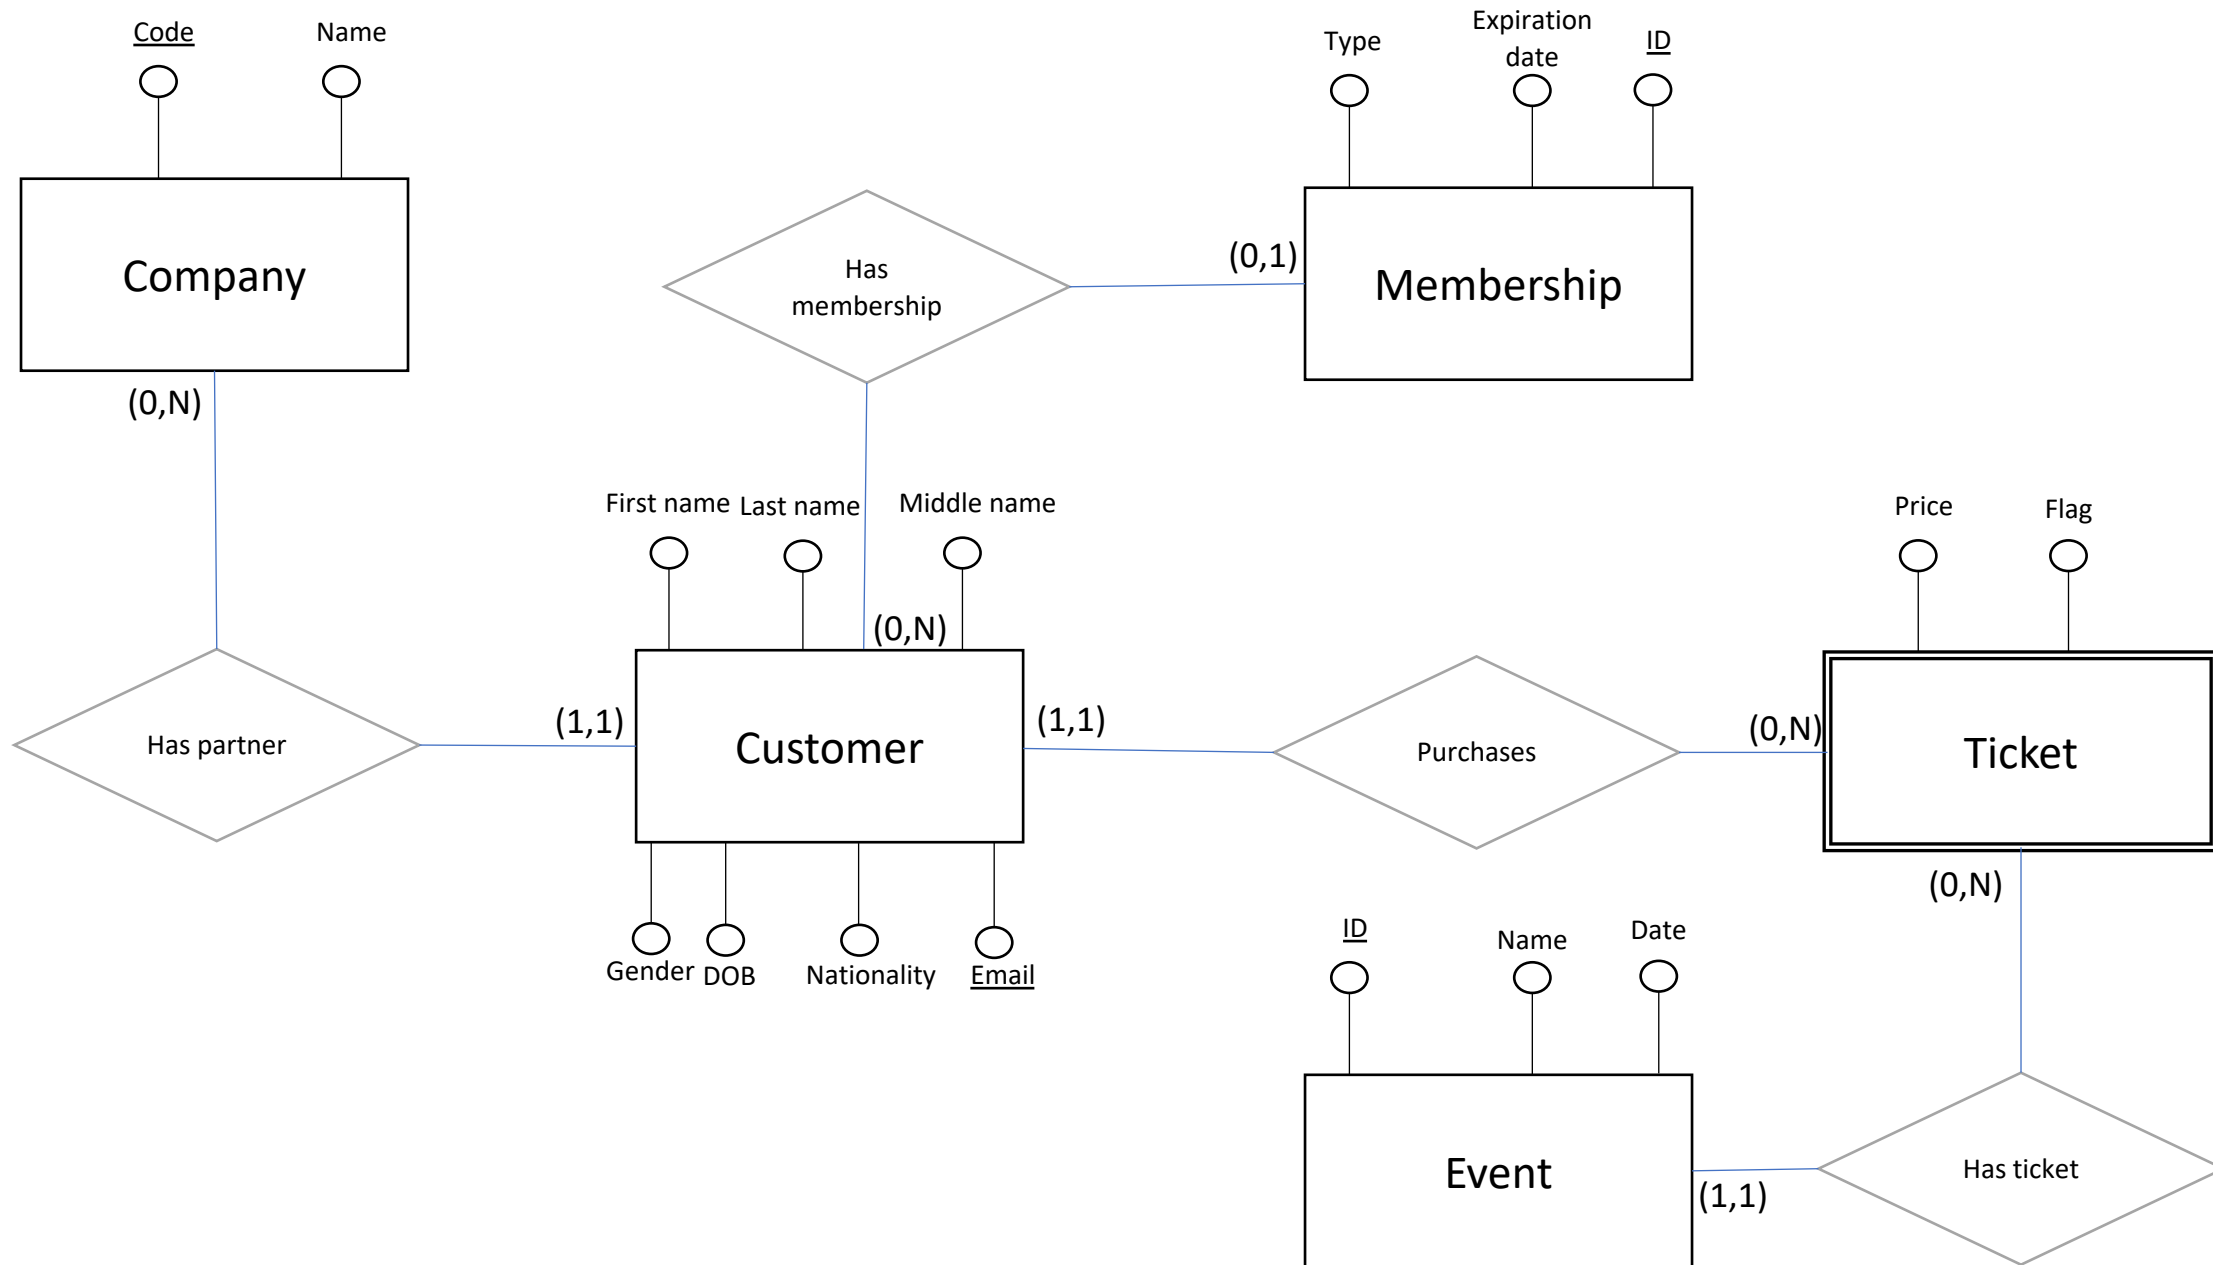 Code
Name
Type
Expiration
date
ID
Company
Has
membership
(0,1)
Membership
(0,N)
First name
Last name
Middle name
Price
Flag
(0,N)
Has partner
(1,1)
Customer
(1,1)
Purchases
(0,N)
Ticket
(0,N)
Gender
DOB
Nationality
Email
ID
Name
Date
Event
(1,1)
Has ticket